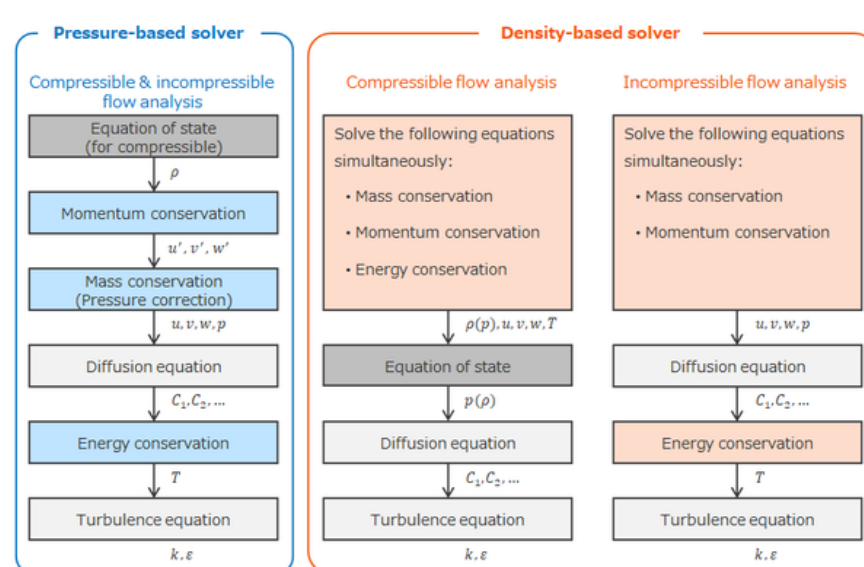 Pressure-based solver
Compressible & incompressible
flow analysis
Equation of state
(for compressible)
ρ
Momentum conservation
u′, v′, w′
Mass conservation
(Pressure correction)
u, v, w, p
Diffusion equation
C₁, C₂, ...
Energy conservation
T
Turbulence equation
k, ε
Density-based solver
Compressible flow analysis
Solve the following equations
simultaneously:
• Mass conservation
• Momentum conservation
• Energy conservation
ρ(p), u, v, w, T
Equation of state
p(ρ)
Diffusion equation
C₁, C₂, ...
Turbulence equation
k, ε
Incompressible flow analysis
Solve the following equations
simultaneously:
• Mass conservation
• Momentum conservation
u, v, w, p
Diffusion equation
C₁, C₂, ...
Energy conservation
T
Turbulence equation
k, ε